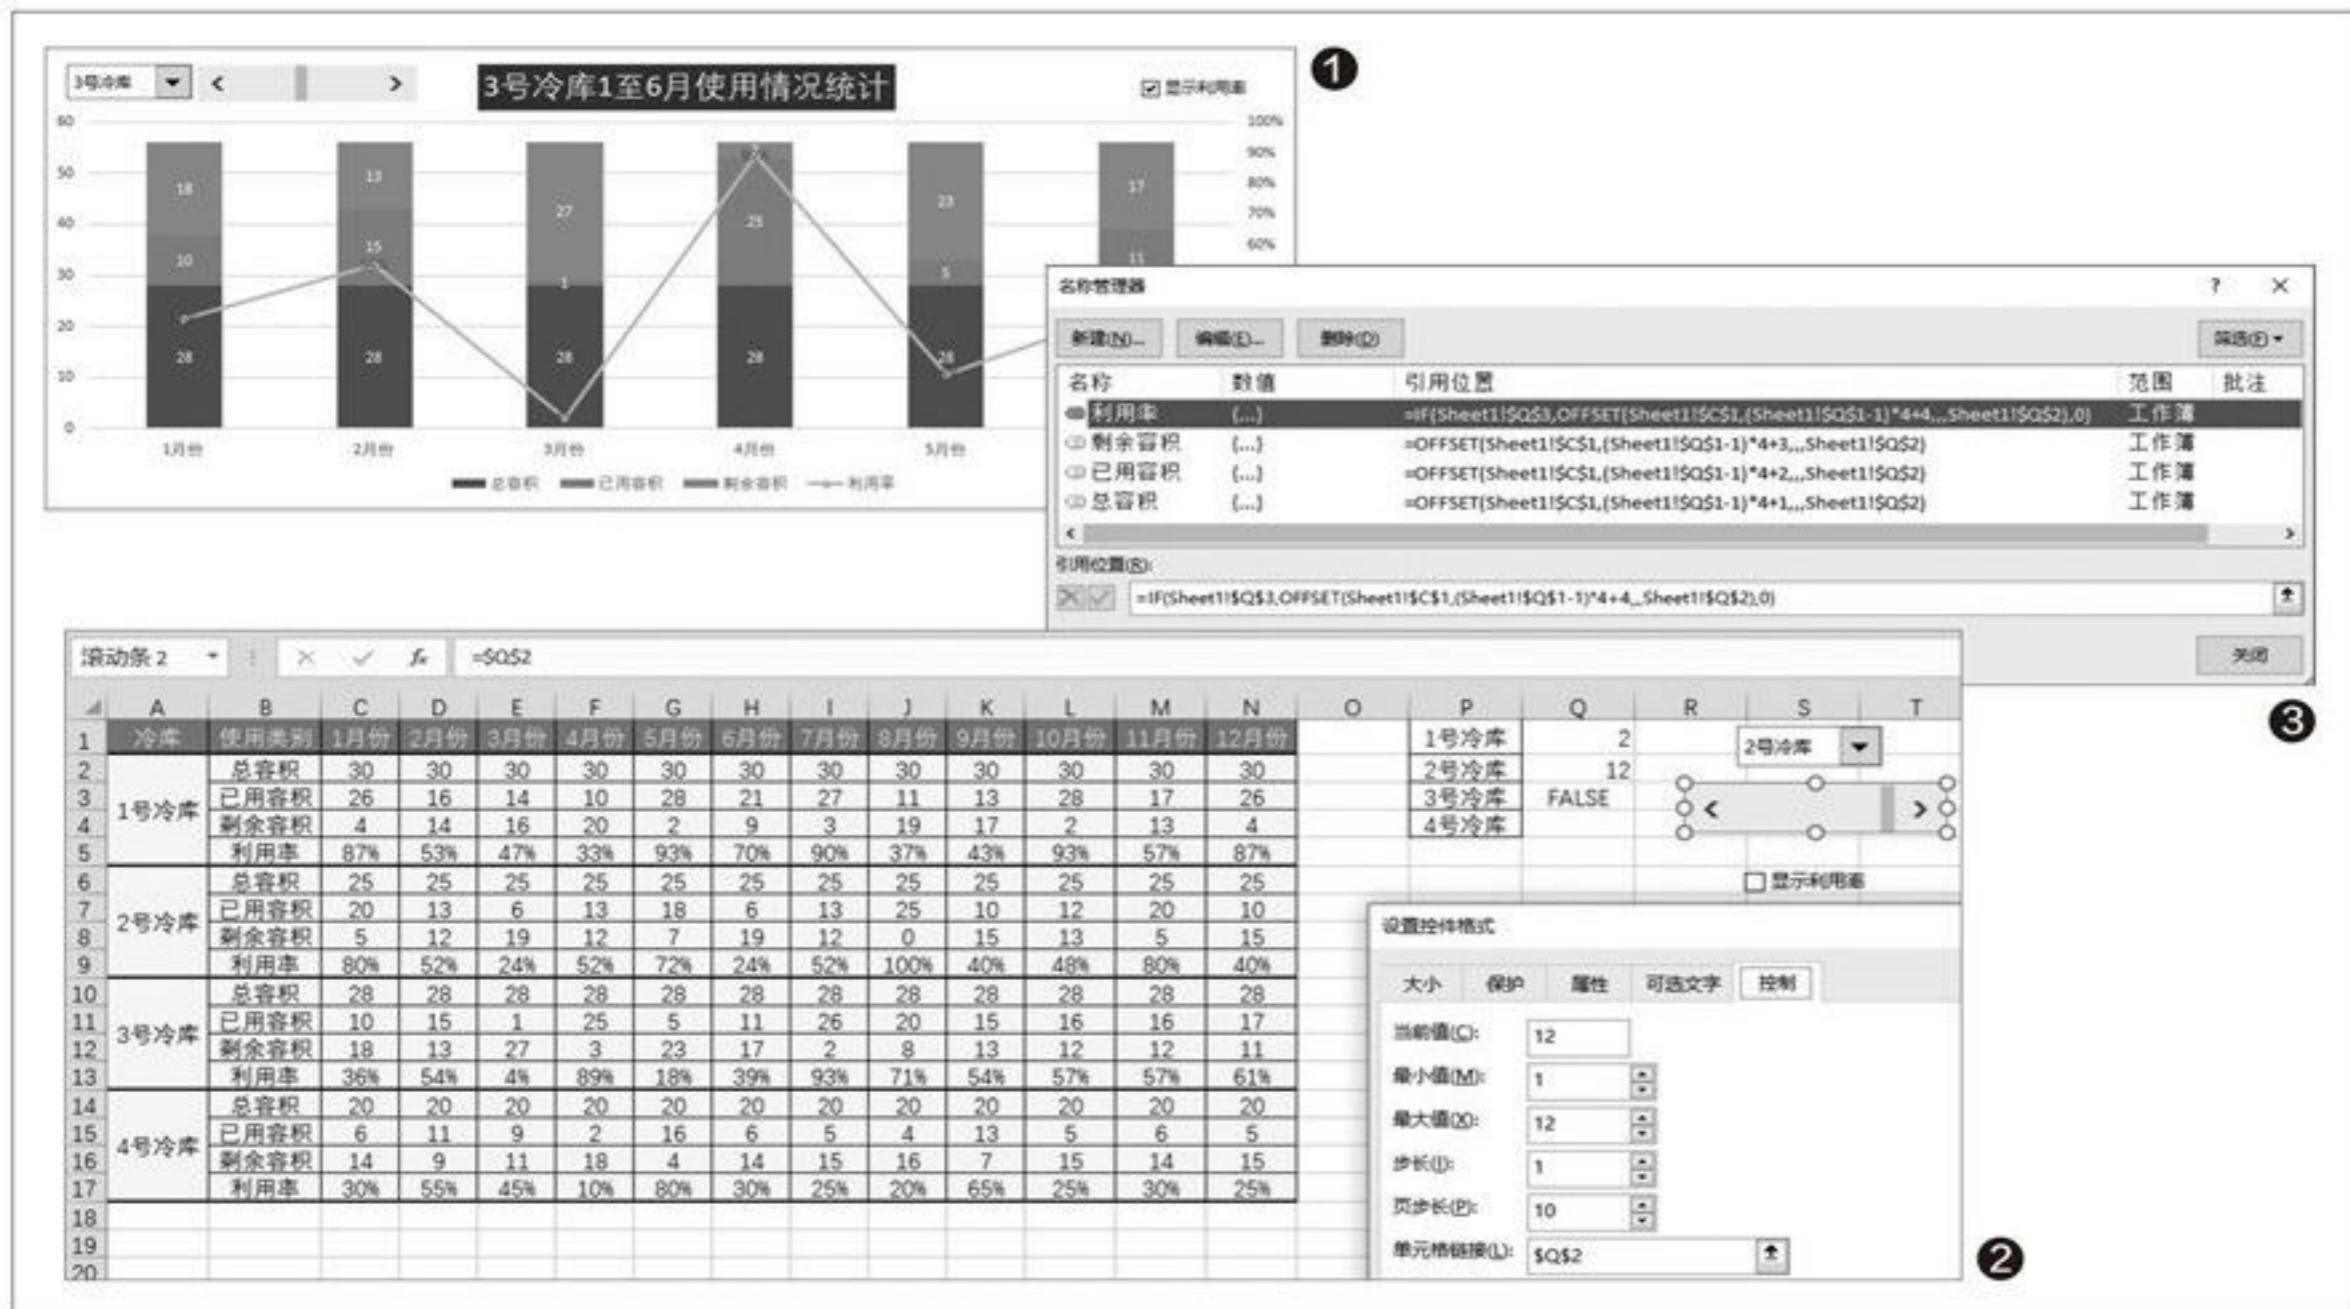 ❶
3号冷库
3号冷库1至6月使用情况统计
显示利用率
60 100%
50 90%
40 80%
30 70%
20 60%
10
0
18 13 27 23 17
10 15 1 25 5 11
28 28 28 28 28
1月份 2月份 3月份 4月份 5月份
总容积 已用容积 剩余容积 利用率
名称管理器 ?
新建(N)... 编辑(E)... 删除(D) 筛选(F)
名称 数值 引用位置 范围 批注
利用率 {...} =IF(Sheet1!$Q$3,OFFSET(Sheet1!$C$1,(Sheet1!$Q$1-1)*4+4,,,Sheet1!$Q$2),0) 工作簿
剩余容积 {...} =OFFSET(Sheet1!$C$1,(Sheet1!$Q$1-1)*4+3,,,Sheet1!$Q$2) 工作簿
已用容积 {...} =OFFSET(Sheet1!$C$1,(Sheet1!$Q$1-1)*4+2,,,Sheet1!$Q$2) 工作簿
总容积 {...} =OFFSET(Sheet1!$C$1,(Sheet1!$Q$1-1)*4+1,,,Sheet1!$Q$2) 工作簿
引用位置(R):
=IF(Sheet1!$Q$3,OFFSET(Sheet1!$C$1,(Sheet1!$Q$1-1)*4+4,,,Sheet1!$Q$2),0)
关闭
❸
滚动条 2 fx =$Q$2
A B C D E F G H I J K L M N O P Q R S T
1 冷库 使用类别 1月份 2月份 3月份 4月份 5月份 6月份 7月份 8月份 9月份 10月份 11月份 12月份 1号冷库 2 2号冷库
2 总容积 30 30 30 30 30 30 30 30 30 30 30 30 2号冷库 12
3 1号冷库 已用容积 26 16 14 10 28 21 27 11 13 28 17 26 3号冷库 FALSE
4 剩余容积 4 14 16 20 2 9 3 19 17 2 13 4 4号冷库
5 利用率 87% 53% 47% 33% 93% 70% 90% 37% 43% 93% 57% 87%
6 总容积 25 25 25 25 25 25 25 25 25 25 25 25 显示利用率
7 2号冷库 已用容积 20 13 6 13 18 6 13 25 10 12 20 10
8 剩余容积 5 12 19 12 7 19 12 0 15 13 5 15
9 利用率 80% 52% 24% 52% 72% 24% 52% 100% 40% 48% 80% 40%
10 总容积 28 28 28 28 28 28 28 28 28 28 28 28
11 3号冷库 已用容积 10 15 1 25 5 11 26 20 15 16 16 17
12 剩余容积 18 13 27 3 23 17 2 8 13 12 12 11
13 利用率 36% 54% 4% 89% 18% 39% 93% 71% 54% 57% 57% 61%
14 总容积 20 20 20 20 20 20 20 20 20 20 20 20
15 4号冷库 已用容积 6 11 9 2 16 6 5 4 13 5 6 5
16 剩余容积 14 9 11 18 4 14 15 16 7 15 14 15
17 利用率 30% 55% 45% 10% 80% 30% 25% 20% 65% 25% 30% 25%
18
19
20
设置控件格式
大小 保护 属性 可选文字 控制
当前值(C): 12
最小值(M): 1
最大值(X): 12
步长(I): 1
页步长(P): 10
单元格链接(L): $Q$2
❷